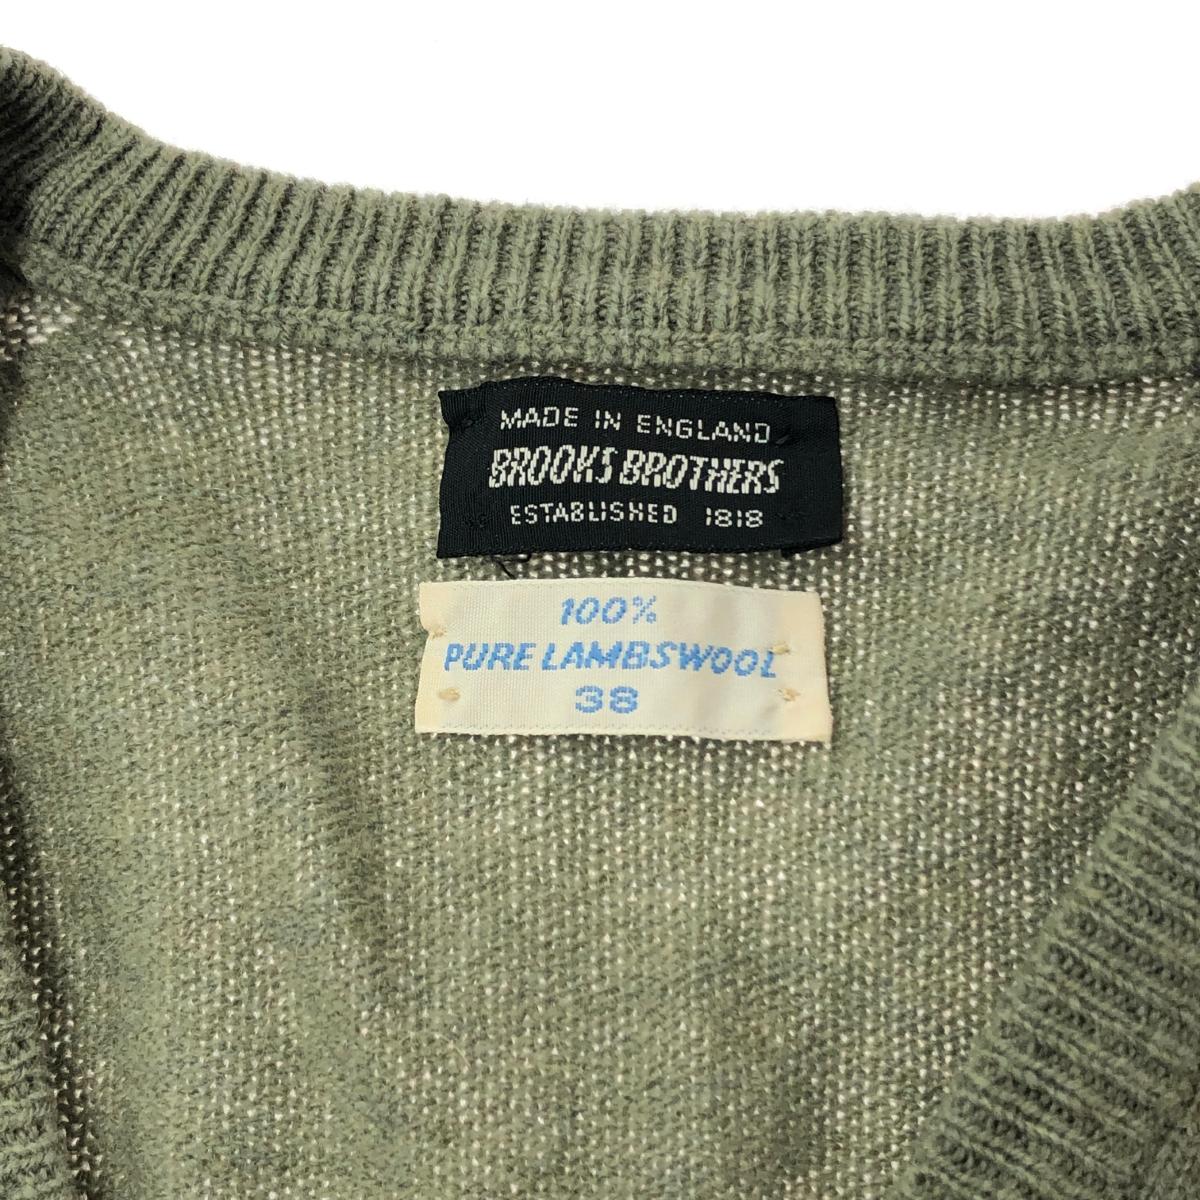 MADE IN ENGLAND
BROOKS BROTHERS
ESTABLISHED 1818
100%
PURE LAMBSWOOL
38